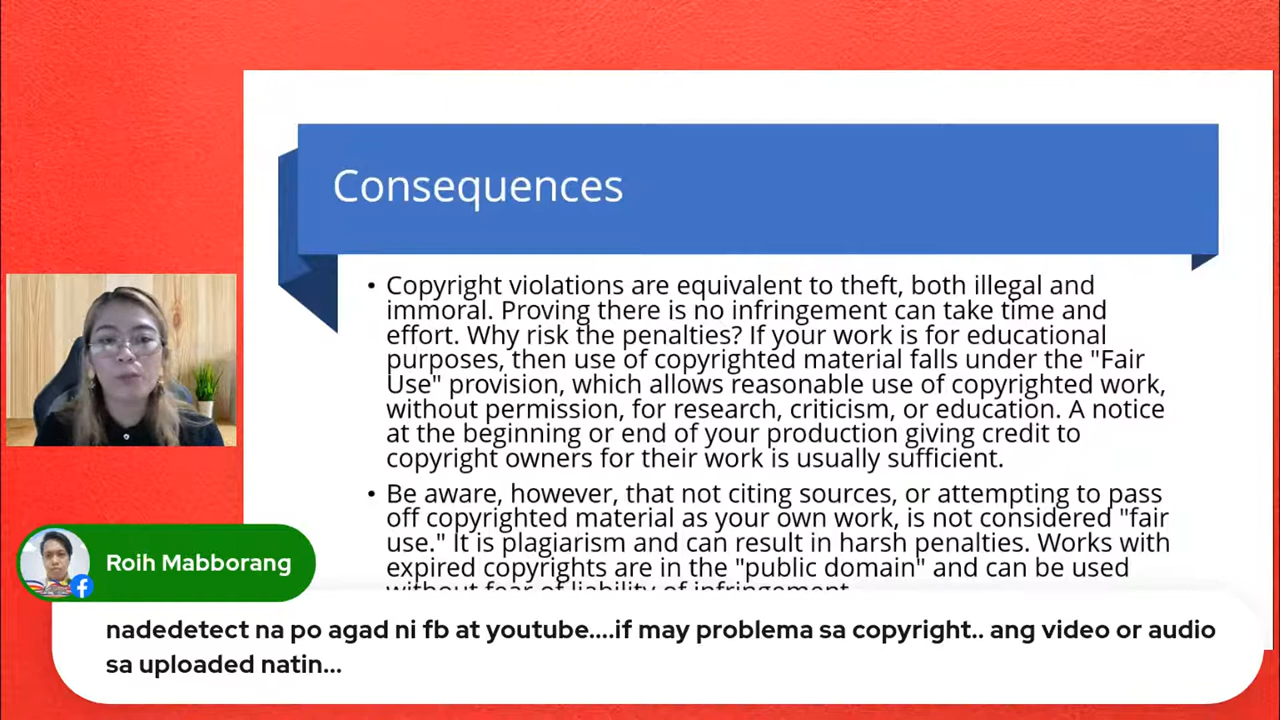 Consequences
• Copyright violations are equivalent to theft, both illegal and
immoral. Proving there is no infringement can take time and
effort. Why risk the penalties? If your work is for educational
purposes, then use of copyrighted material falls under the "Fair
Use" provision, which allows reasonable use of copyrighted work,
without permission, for research, criticism, or education. A notice
at the beginning or end of your production giving credit to
copyright owners for their work is usually sufficient.
• Be aware, however, that not citing sources, or attempting to pass
off copyrighted material as your own work, is not considered "fair
use." It is plagiarism and can result in harsh penalties. Works with
expired copyrights are in the "public domain" and can be used
without fear of liability of infringement.
Roih Mabborang
nadedetect na po agad ni fb at youtube....if may problema sa copyright.. ang video or audio
sa uploaded natin...